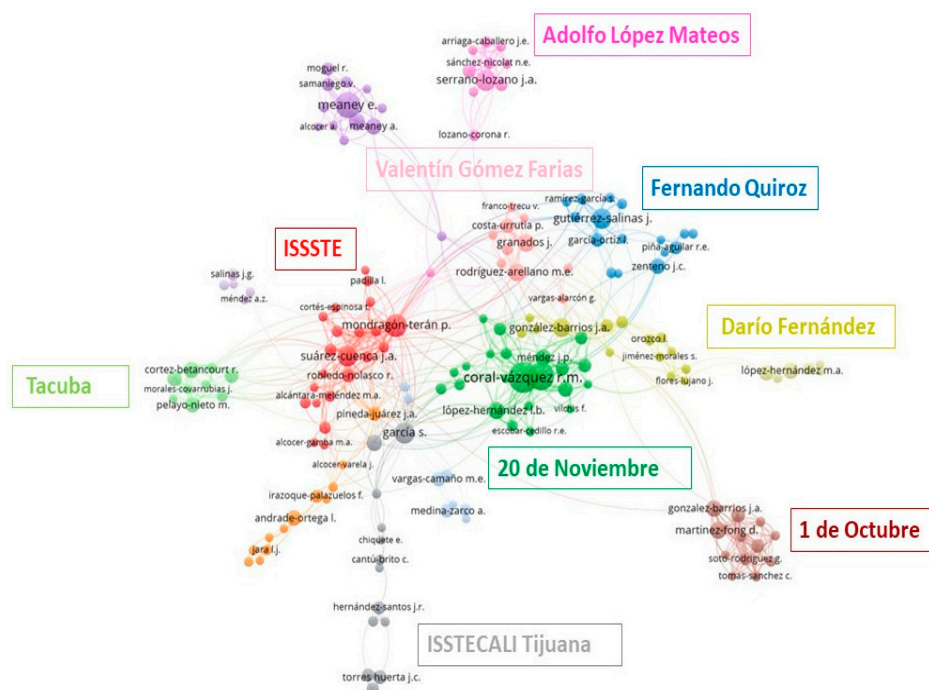 Adolfo López Mateos
arriaga-caballero j.e.
sánchez-nicolat n.e.
serrano-lozano j.a.
lozano-corona r.
moguel r.
samaniego v.
meaney e.
alcocer a.
meaney a.
Valentín Gómez Farias
Fernando Quiroz
franco-trecu v.
costa-urrutia p.
granados j.
rodríguez-arellano m.e.
vargas-alarcón g.
ramírez-garcía s.
gutiérrez-salinas j.
garcia-ortiz l.
piña-aguilar r.e.
zenteno j.c.
ISSSTE
salinas j.g.
méndez a.z.
padilla l.
cortés-espinosa t.
mondragón-terán p.
suárez-cuenca j.a.
robledo-nolasco r.
alcántara-meléndez m.a.
pineda-juárez j.a.
garcía s.
alcocer-gamba m.a.
alcocer-varela j.
Darío Fernández
gonzález-barrios j.a.
orozco l.
jiménez-morales s.
flores-lujano j.
lópez-hernández m.a.
méndez j.p.
coral-vázquez r.m.
lópez-hernández l.b.
vilchis f.
escobar-cedillo r.e.
Tacuba
cortez-betancourt r.
morales-covarrubias j.
pelayo-nieto m.
20 de Noviembre
vargas-camaño m.e.
medina-zarco a.
irazoque-palazuelos f.
andrade-ortega l.
jara l.j.
chiquete e.
cantú-brito c.
1 de Octubre
gonzalez-barrios j.a.
martinez-fong d.
soto-rodriguez g.
tomas-sanchez c.
hernández-santos j.r.
ISSTECALI Tijuana
torres-huerta j.c.